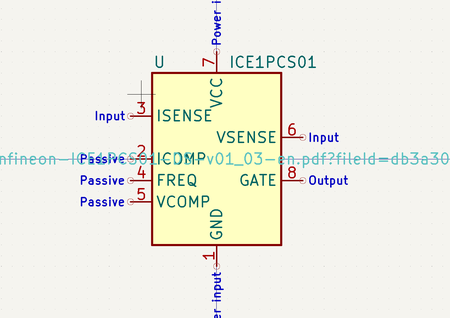 Power i
U ICE1PCS01
7
VCC
Input 3 ISENSE
VSENSE 6 Input
Passive 2 ICOMP
nfineon-ICE1PCS01-DS-v01_03-en.pdf?fileId=db3a30
Passive 4 FREQ GATE 8 Output
Passive 5 VCOMP
GND
1
er input